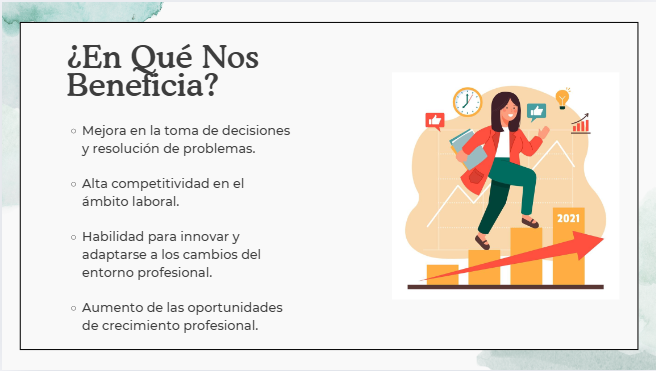 ¿En Qué Nos
Beneficia?
○ Mejora en la toma de decisiones
y resolución de problemas.
○ Alta competitividad en el
ámbito laboral.
○ Habilidad para innovar y
adaptarse a los cambios del
entorno profesional.
○ Aumento de las oportunidades
de crecimiento profesional.
2021